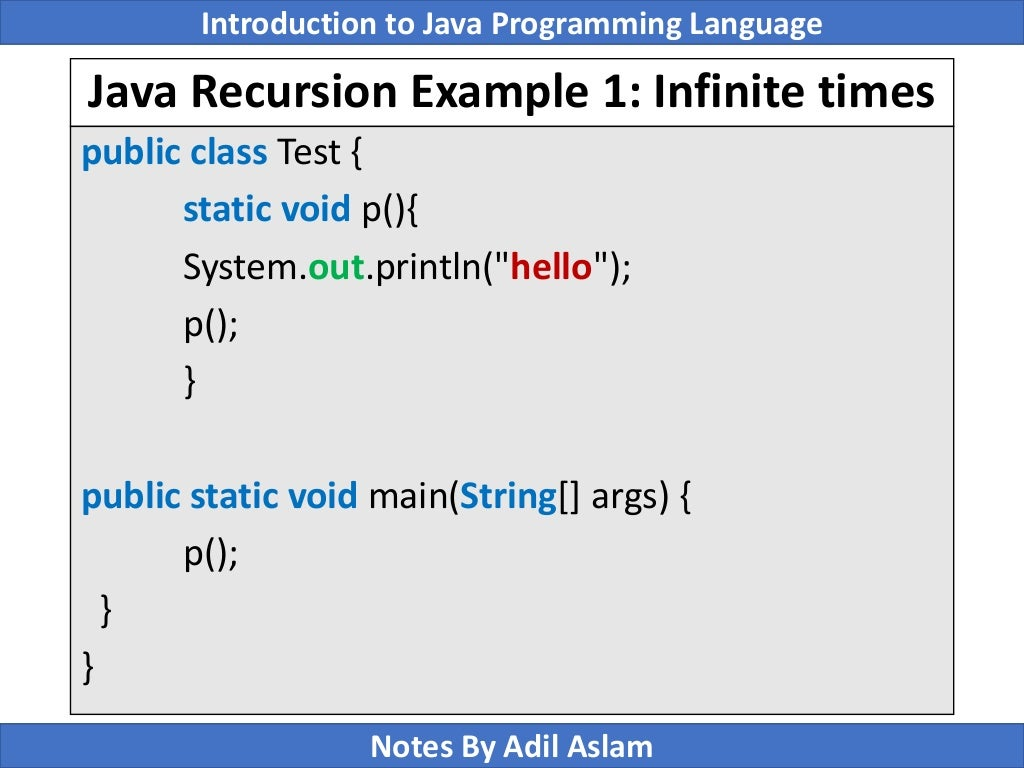 Introduction to Java Programming Language
Java Recursion Example 1: Infinite times
public class Test {
static void p(){
System.out.println("hello");
p();
}
public static void main(String[] args) {
p();
}
}
Notes By Adil Aslam